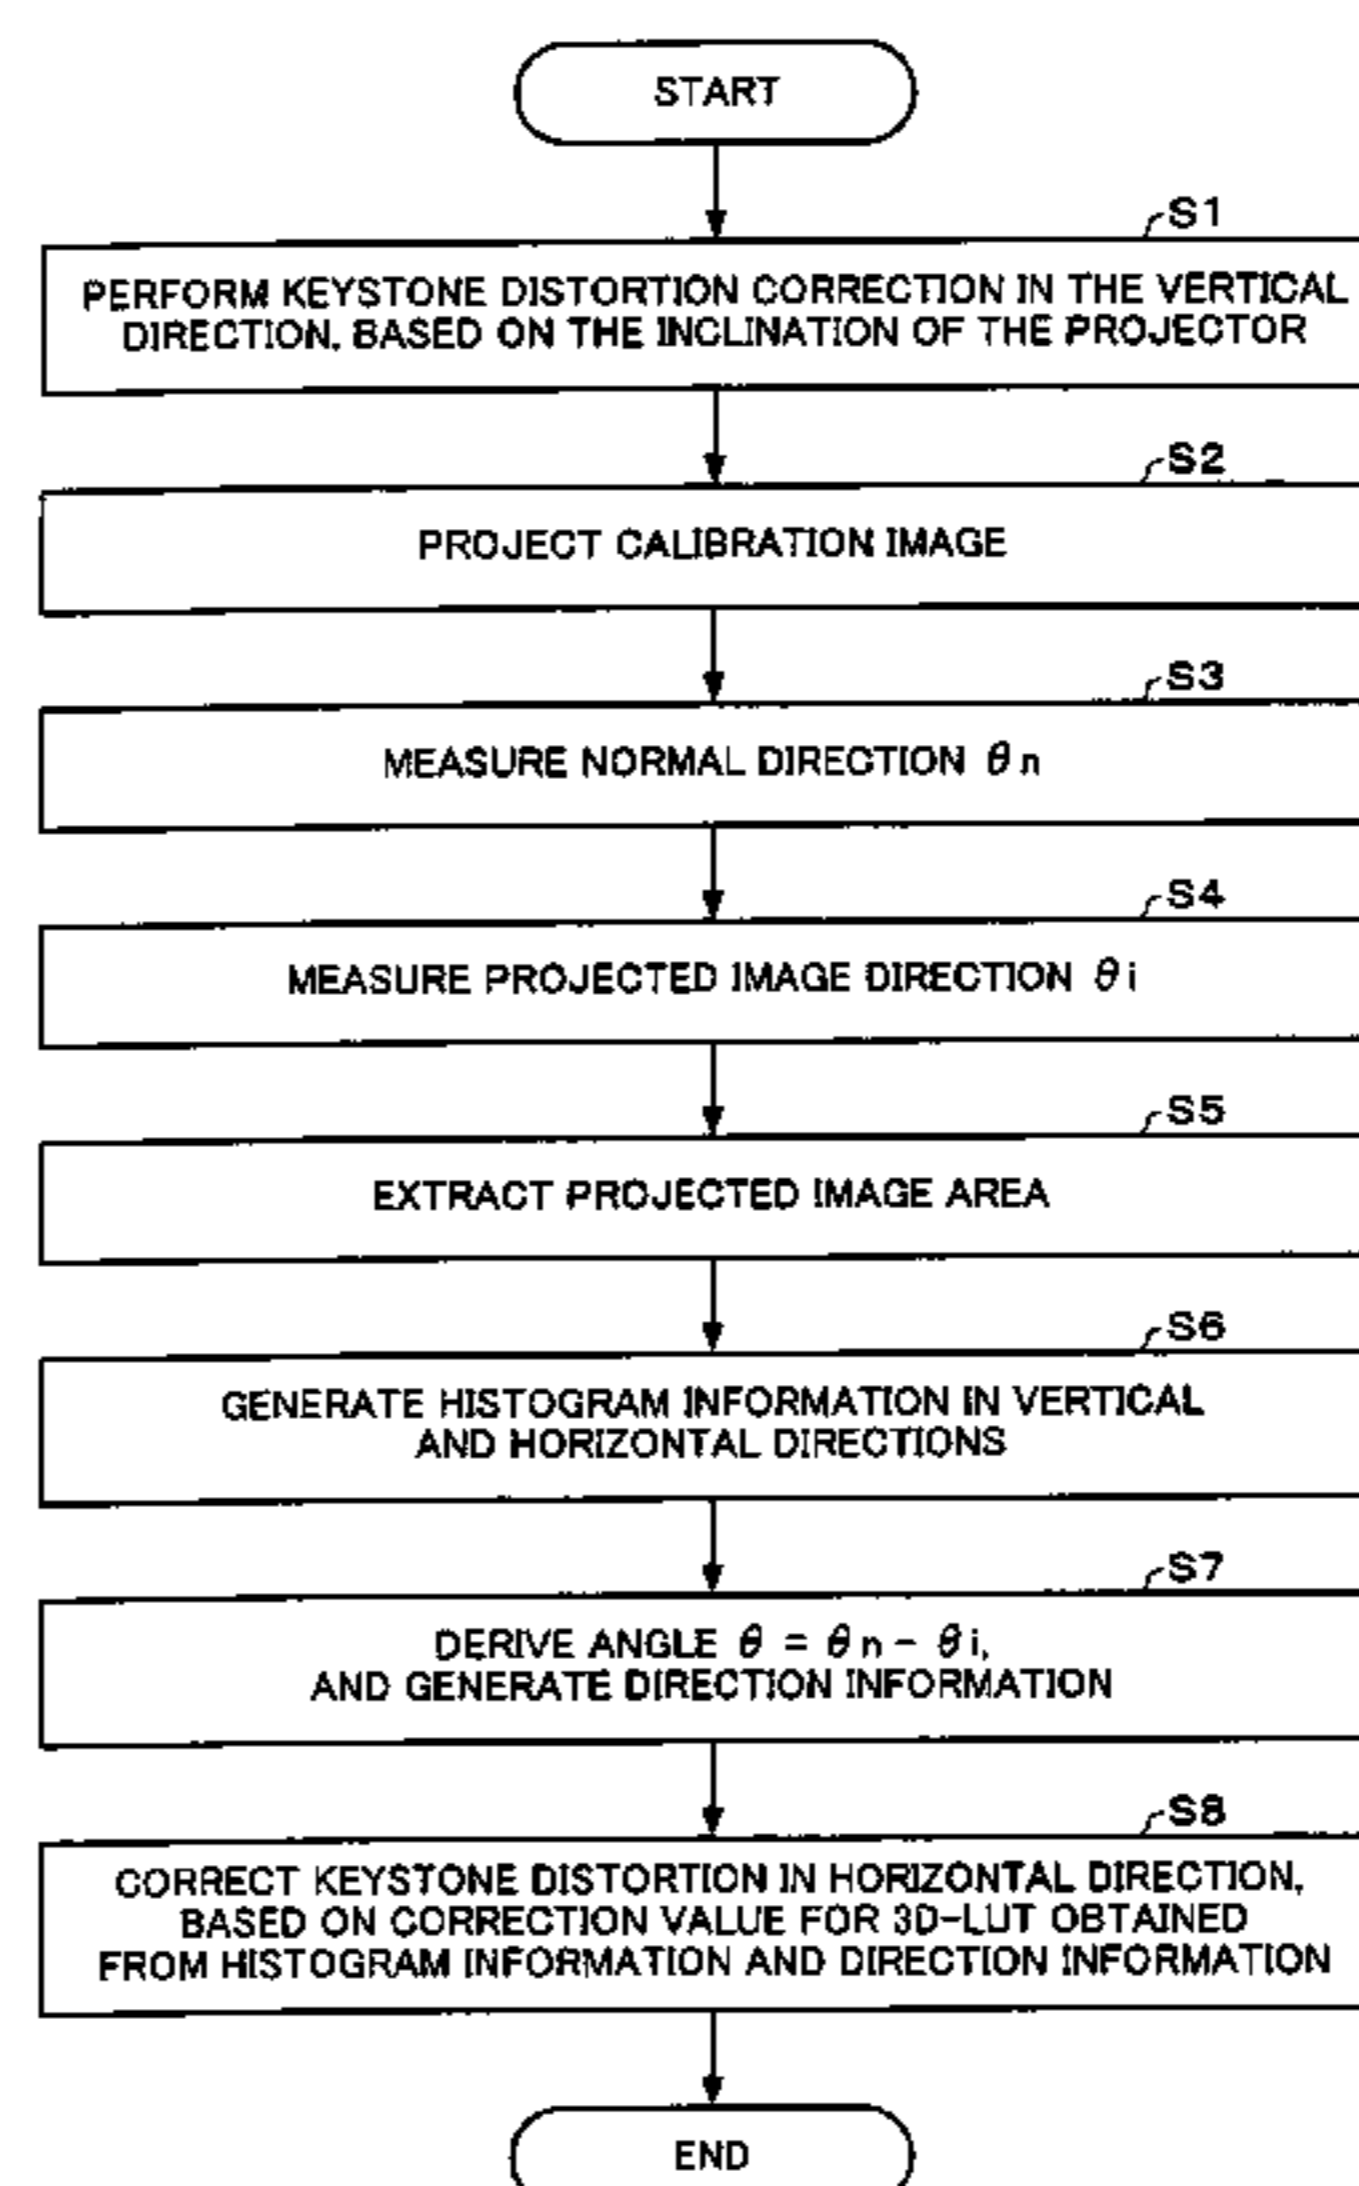 START
S1
PERFORM KEYSTONE DISTORTION CORRECTION IN THE VERTICAL
DIRECTION, BASED ON THE INCLINATION OF THE PROJECTOR
S2
PROJECT CALIBRATION IMAGE
S3
MEASURE NORMAL DIRECTION θn
S4
MEASURE PROJECTED IMAGE DIRECTION θi
S5
EXTRACT PROJECTED IMAGE AREA
S6
GENERATE HISTOGRAM INFORMATION IN VERTICAL
AND HORIZONTAL DIRECTIONS
S7
DERIVE ANGLE θ = θn - θi,
AND GENERATE DIRECTION INFORMATION
S8
CORRECT KEYSTONE DISTORTION IN HORIZONTAL DIRECTION,
BASED ON CORRECTION VALUE FOR 3D-LUT OBTAINED
FROM HISTOGRAM INFORMATION AND DIRECTION INFORMATION
END